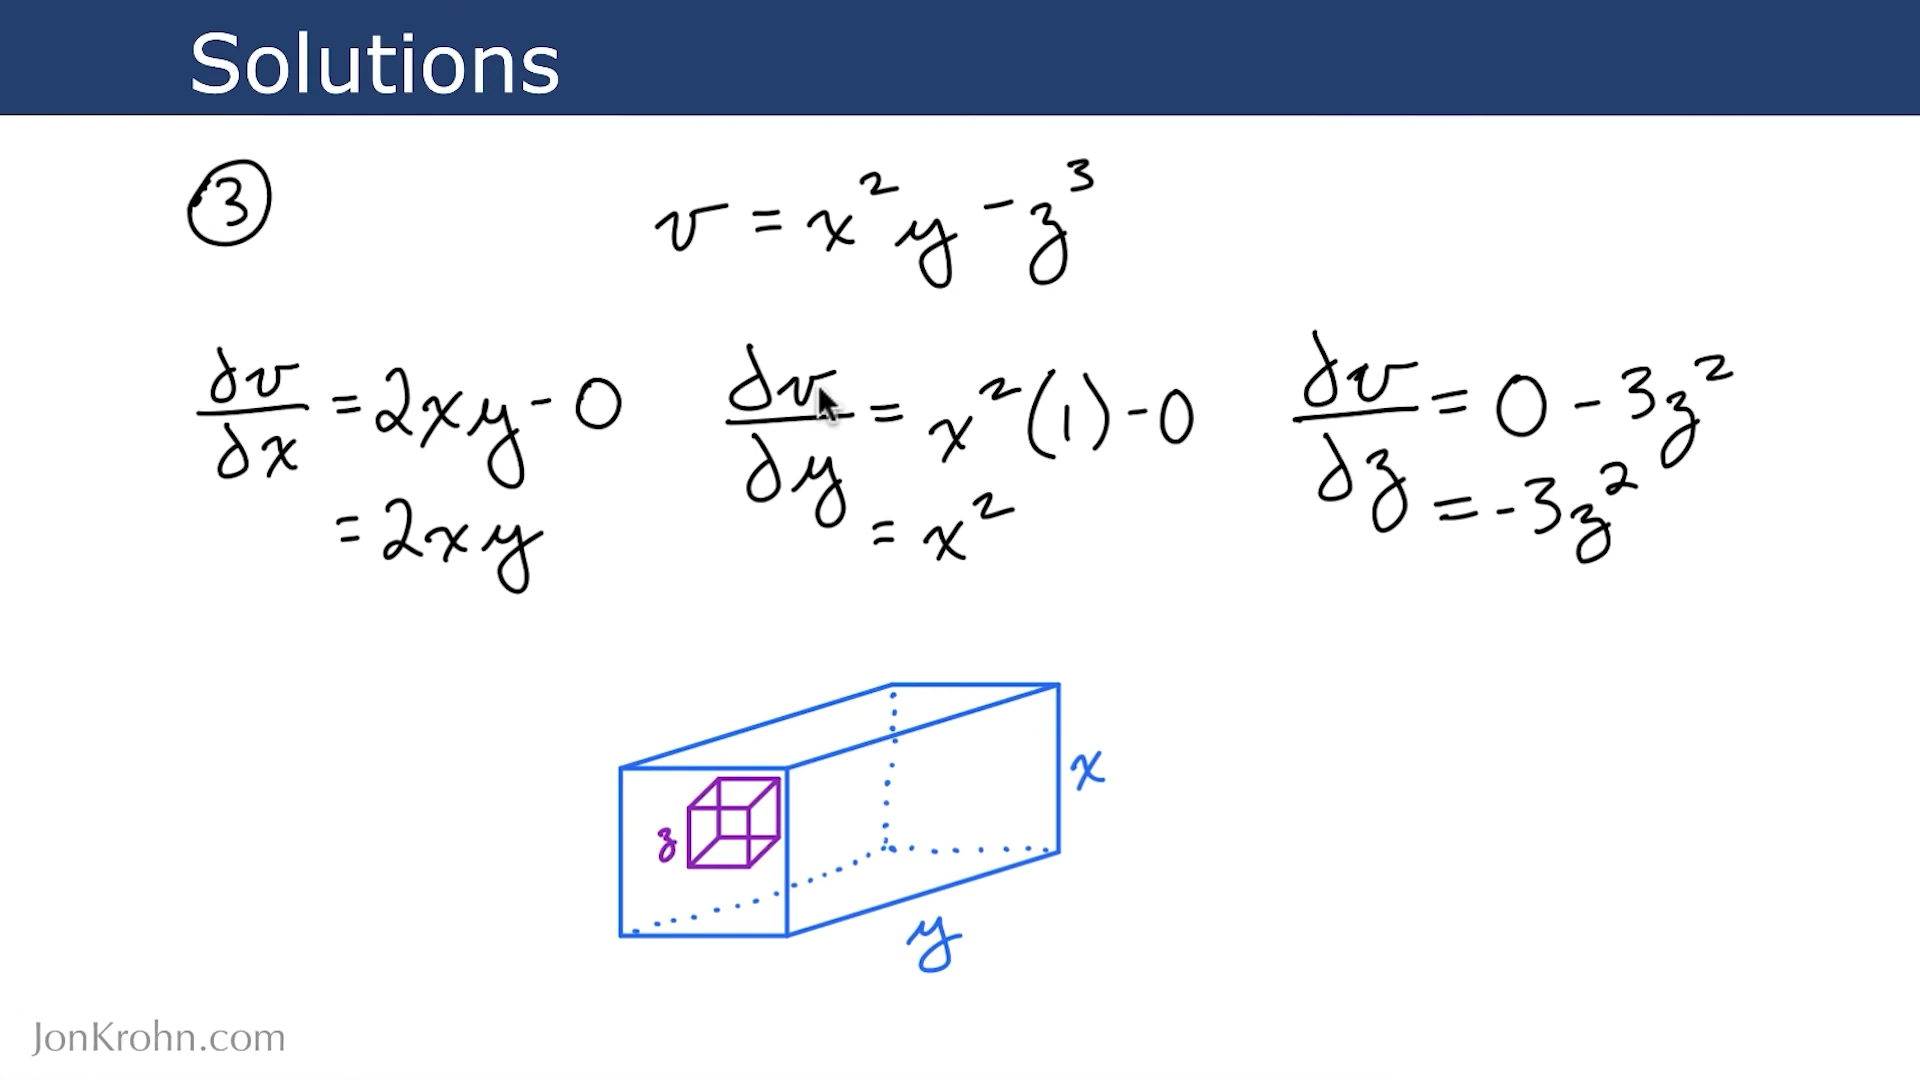 Solutions
③
v = x²y - z³
∂v/∂x = 2xy - 0
= 2xy
∂v/∂y = x²(1) - 0
= x²
∂v/∂z = 0 - 3z²
= -3z²
x
z
y
JonKrohn.com